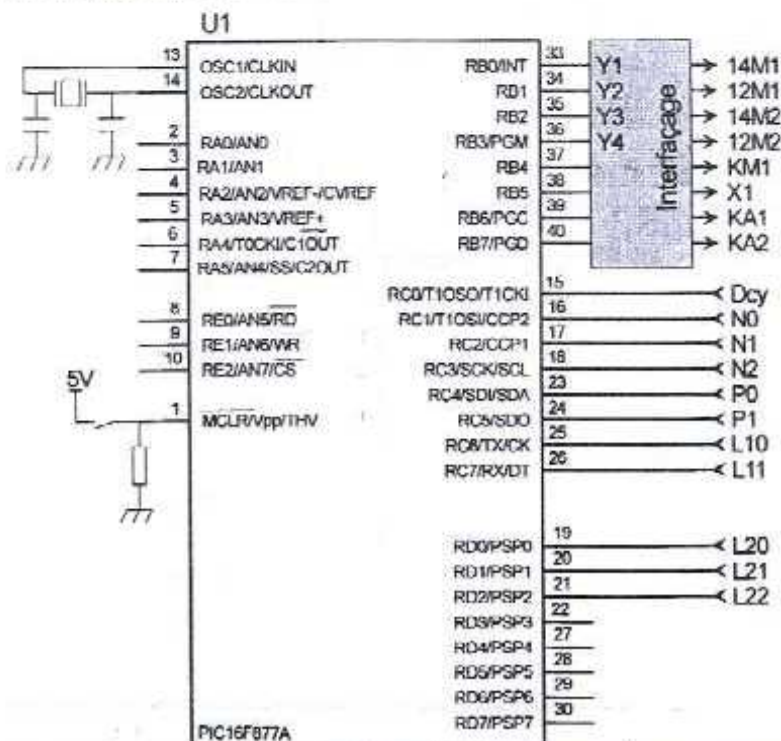 U1
13 OSC1/CLKIN
14 OSC2/CLKOUT
2 RA0/AN0
3 RA1/AN1
4 RA2/AN2/VREF-/CVREF
5 RA3/AN3/VREF+
6 RA4/T0CKI/C1OUT
7 RA5/AN4/SS/C2OUT
8 RE0/AN5/RD
9 RE1/AN6/WR
10 RE2/AN7/CS
5V
1 MCLR/Vpp/THV
PIC16F877A
RB0/INT 33 Y1 14M1
RB1 34 Y2 12M1
RB2 35 Y3 14M2
RB3/PGM 36 Y4 12M2
RB4 37 KM1
RB5 38 X1
RB6/PGC 39 KA1
RB7/PGD 40 KA2
Interfaçage
RC0/T1OSO/T1CKI 15 Dcy
RC1/T1OSI/CCP2 16 N0
RC2/CCP1 17 N1
RC3/SCK/SCL 18 N2
RC4/SDI/SDA 23 P0
RC5/SDO 24 P1
RC6/TX/CK 25 L10
RC7/RX/DT 26 L11
RD0/PSP0 19 L20
RD1/PSP1 20 L21
RD2/PSP2 21 L22
RD3/PSP3 22
RD4/PSP4 27
RD5/PSP5 28
RD6/PSP6 29
RD7/PSP7 30